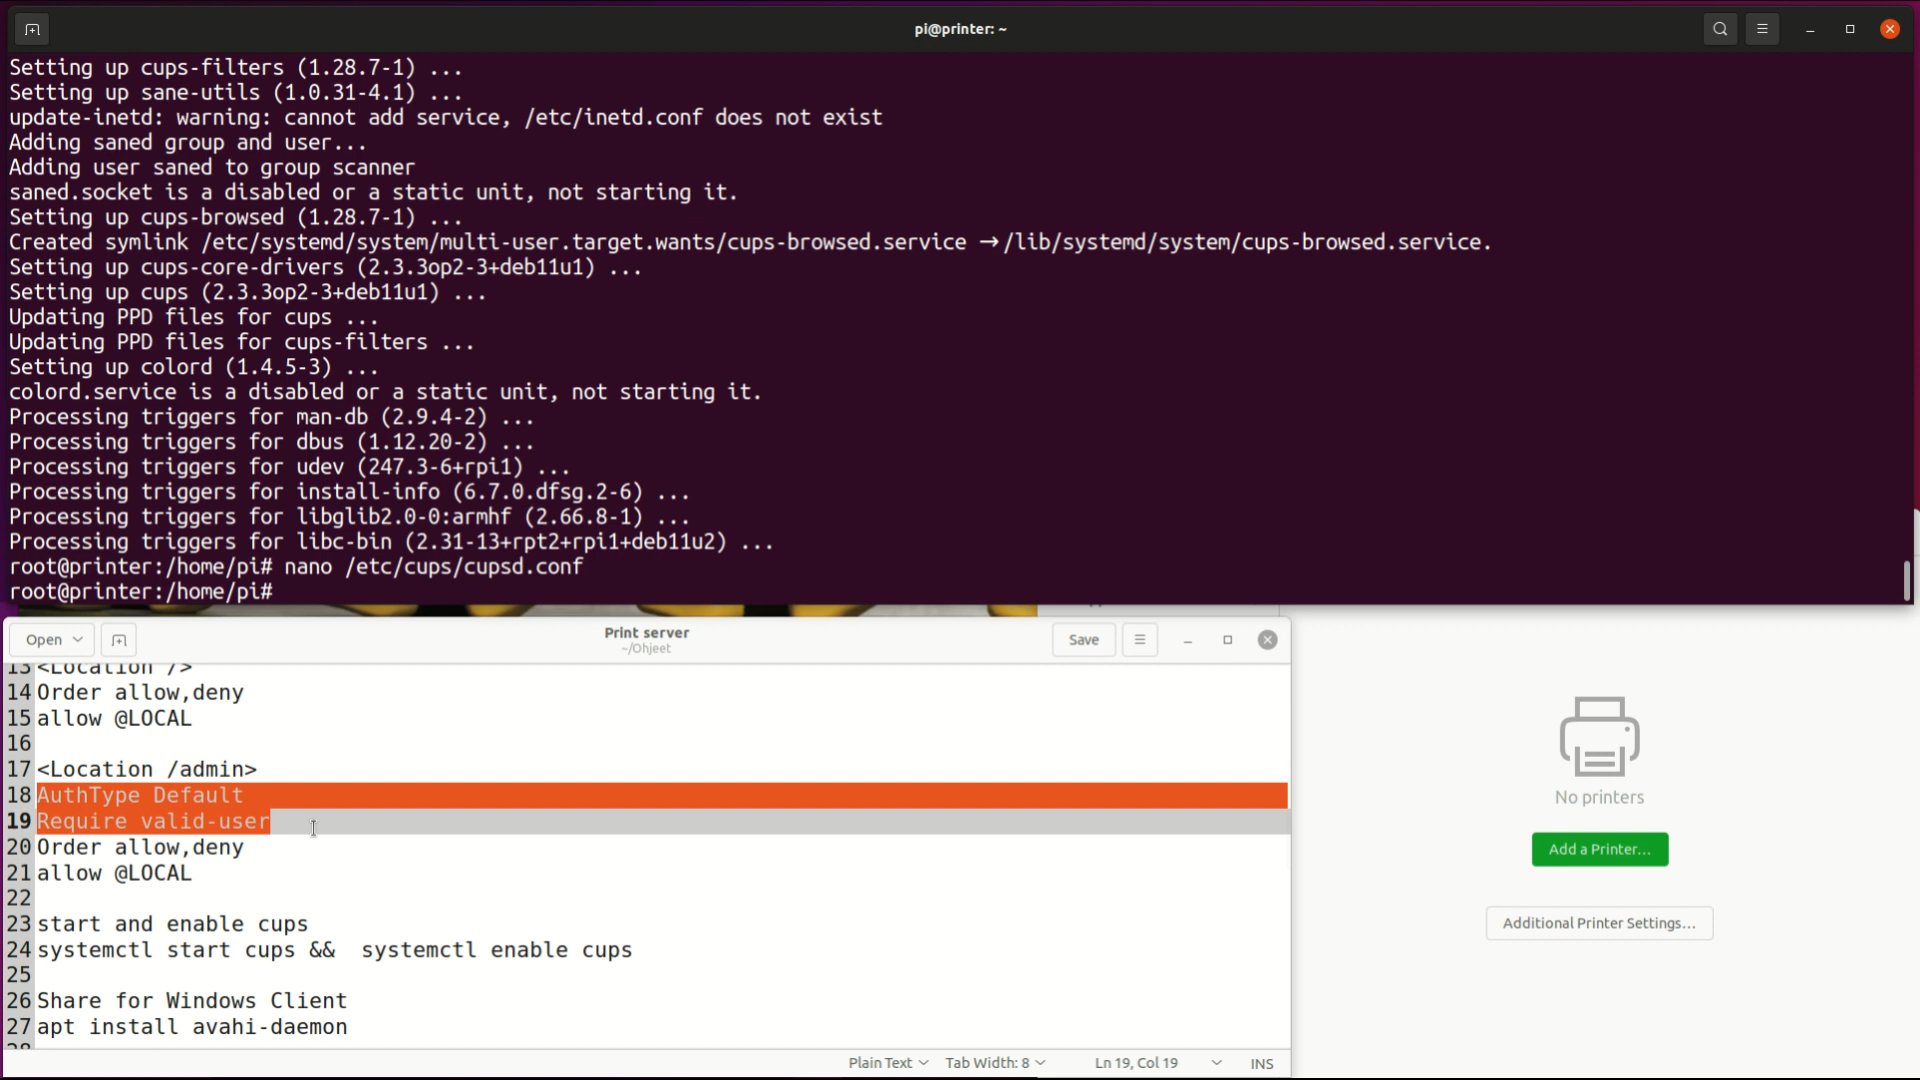 pi@printer: ~
Setting up cups-filters (1.28.7-1) ...
Setting up sane-utils (1.0.31-4.1) ...
update-inetd: warning: cannot add service, /etc/inetd.conf does not exist
Adding saned group and user...
Adding user saned to group scanner
saned.socket is a disabled or a static unit, not starting it.
Setting up cups-browsed (1.28.7-1) ...
Created symlink /etc/systemd/system/multi-user.target.wants/cups-browsed.service → /lib/systemd/system/cups-browsed.service.
Setting up cups-core-drivers (2.3.3op2-3+deb11u1) ...
Setting up cups (2.3.3op2-3+deb11u1) ...
Updating PPD files for cups ...
Updating PPD files for cups-filters ...
Setting up colord (1.4.5-3) ...
colord.service is a disabled or a static unit, not starting it.
Processing triggers for man-db (2.9.4-2) ...
Processing triggers for dbus (1.12.20-2) ...
Processing triggers for udev (247.3-6+rpi1) ...
Processing triggers for install-info (6.7.0.dfsg.2-6) ...
Processing triggers for libglib2.0-0:armhf (2.66.8-1) ...
Processing triggers for libc-bin (2.31-13+rpt2+rpi1+deb11u2) ...
root@printer:/home/pi# nano /etc/cups/cupsd.conf
root@printer:/home/pi#
Open
Print server
~/Ohjeet
Save
13 <Location />
14 Order allow,deny
15 allow @LOCAL
16
17 <Location /admin>
18 AuthType Default
19 Require valid-user
20 Order allow,deny
21 allow @LOCAL
22
23 start and enable cups
24 systemctl start cups &&  systemctl enable cups
25
26 Share for Windows Client
27 apt install avahi-daemon
28
Plain Text
Tab Width: 8
Ln 19, Col 19
INS
No printers
Add a Printer...
Additional Printer Settings...